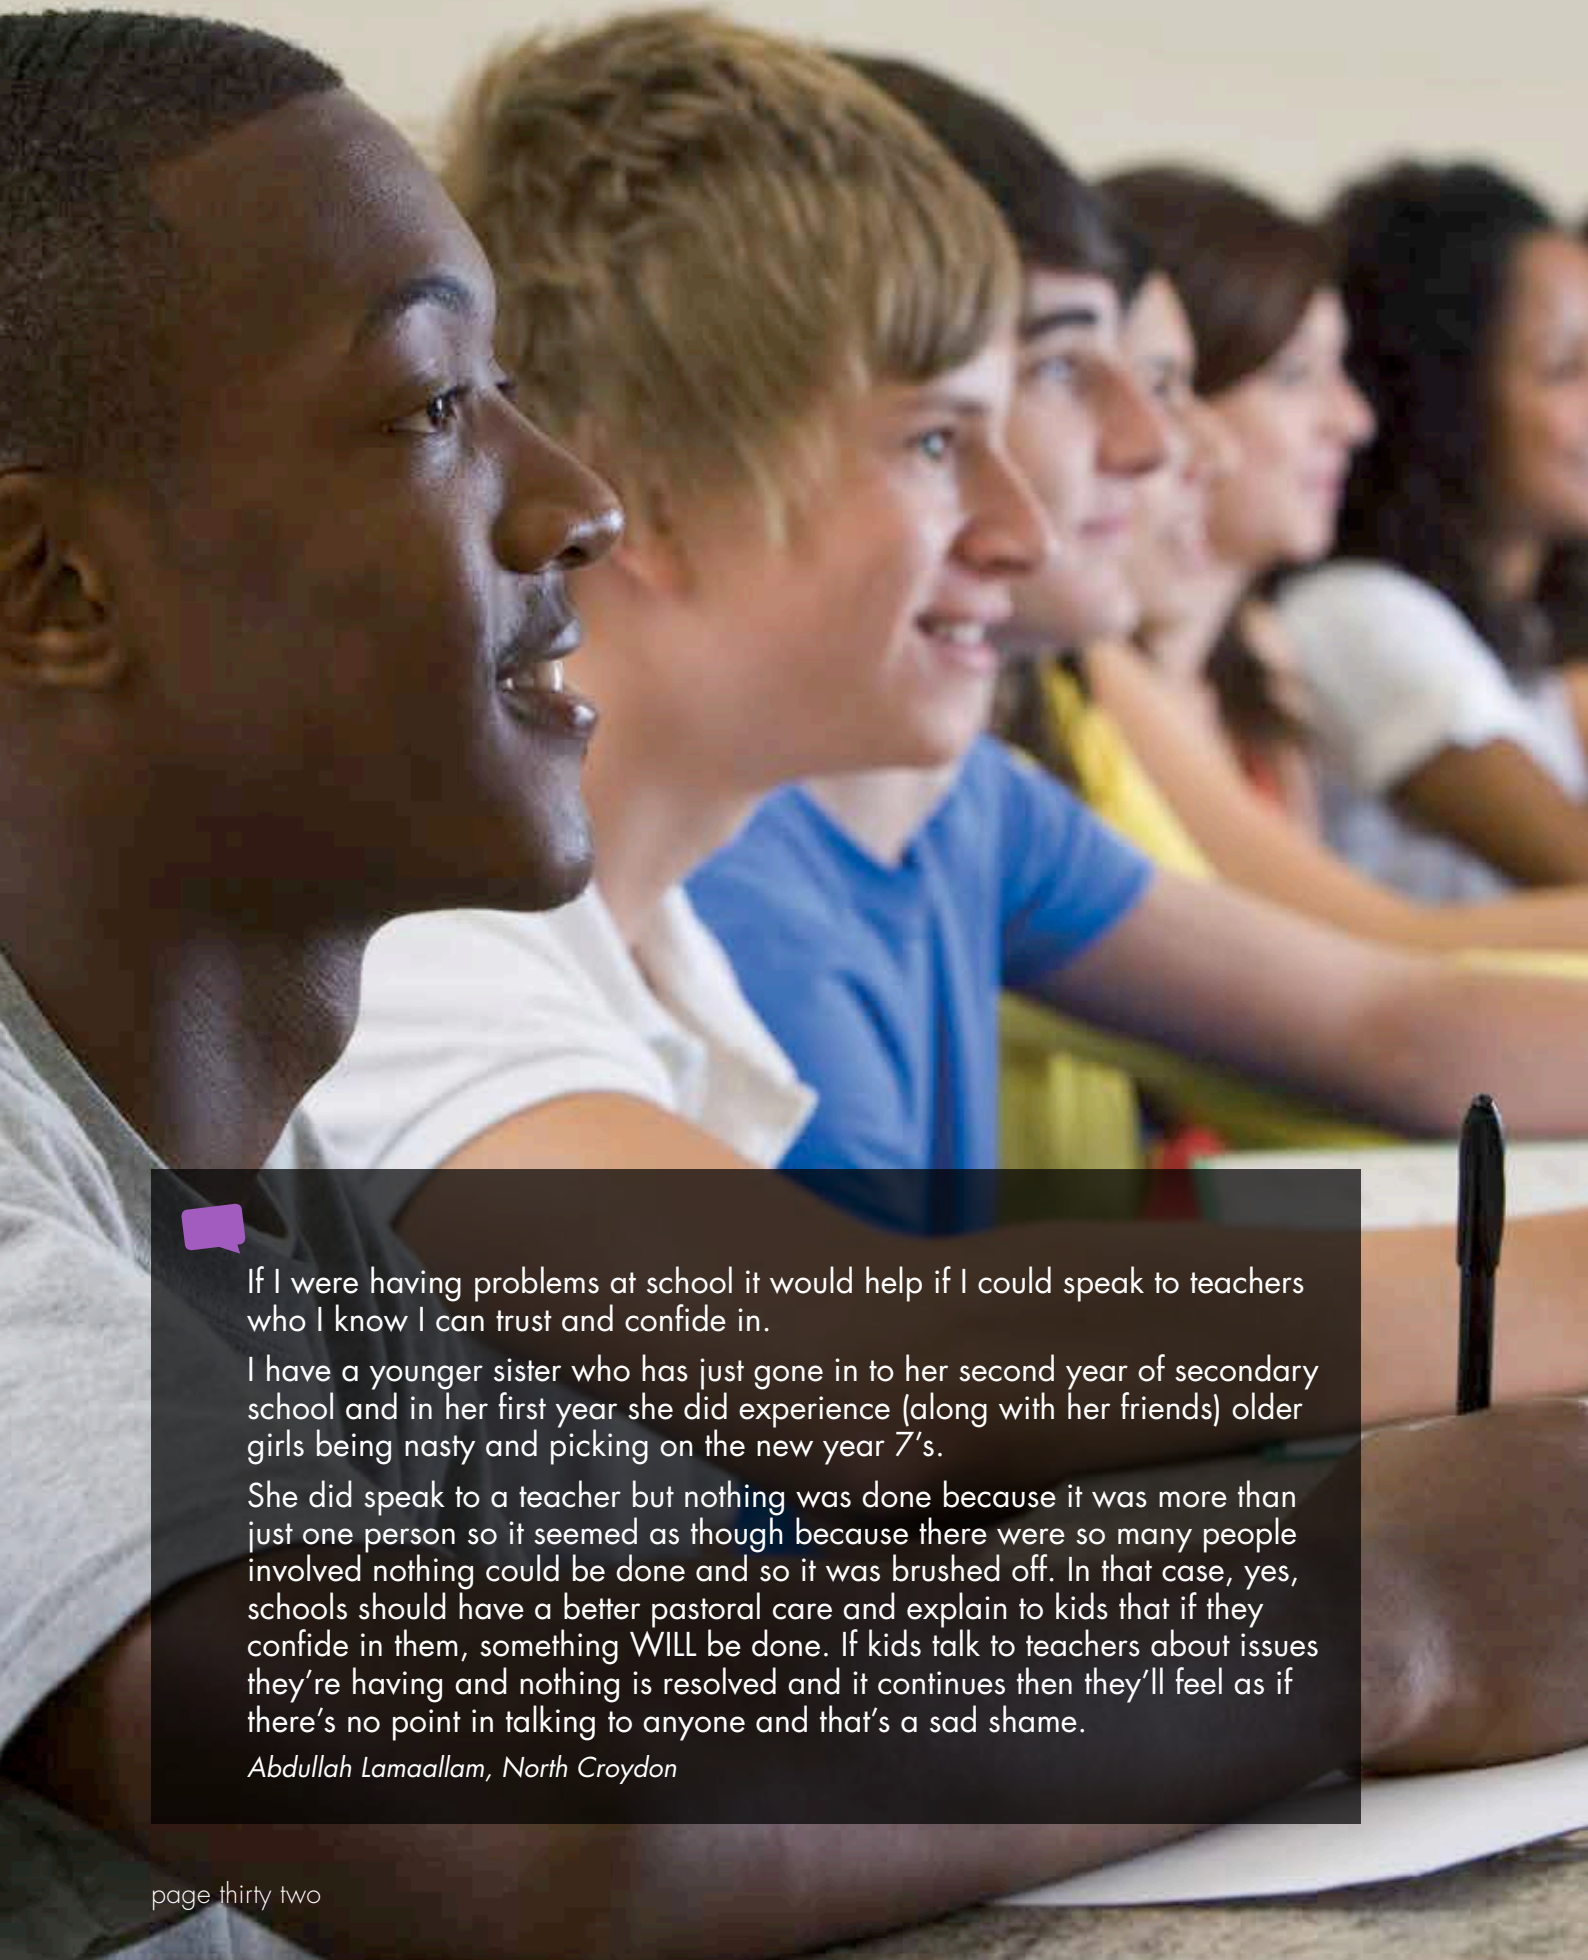 If I were having problems at school it would help if I could speak to teachers
who I know I can trust and confide in.
I have a younger sister who has just gone in to her second year of secondary
school and in her first year she did experience (along with her friends) older
girls being nasty and picking on the new year 7's.
She did speak to a teacher but nothing was done because it was more than
just one person so it seemed as though because there were so many people
involved nothing could be done and so it was brushed off. In that case, yes,
schools should have a better pastoral care and explain to kids that if they
confide in them, something WILL be done. If kids talk to teachers about issues
they're having and nothing is resolved and it continues then they'll feel as if
there's no point in talking to anyone and that's a sad shame.
Abdullah Lamaallam, North Croydon
page thirty two